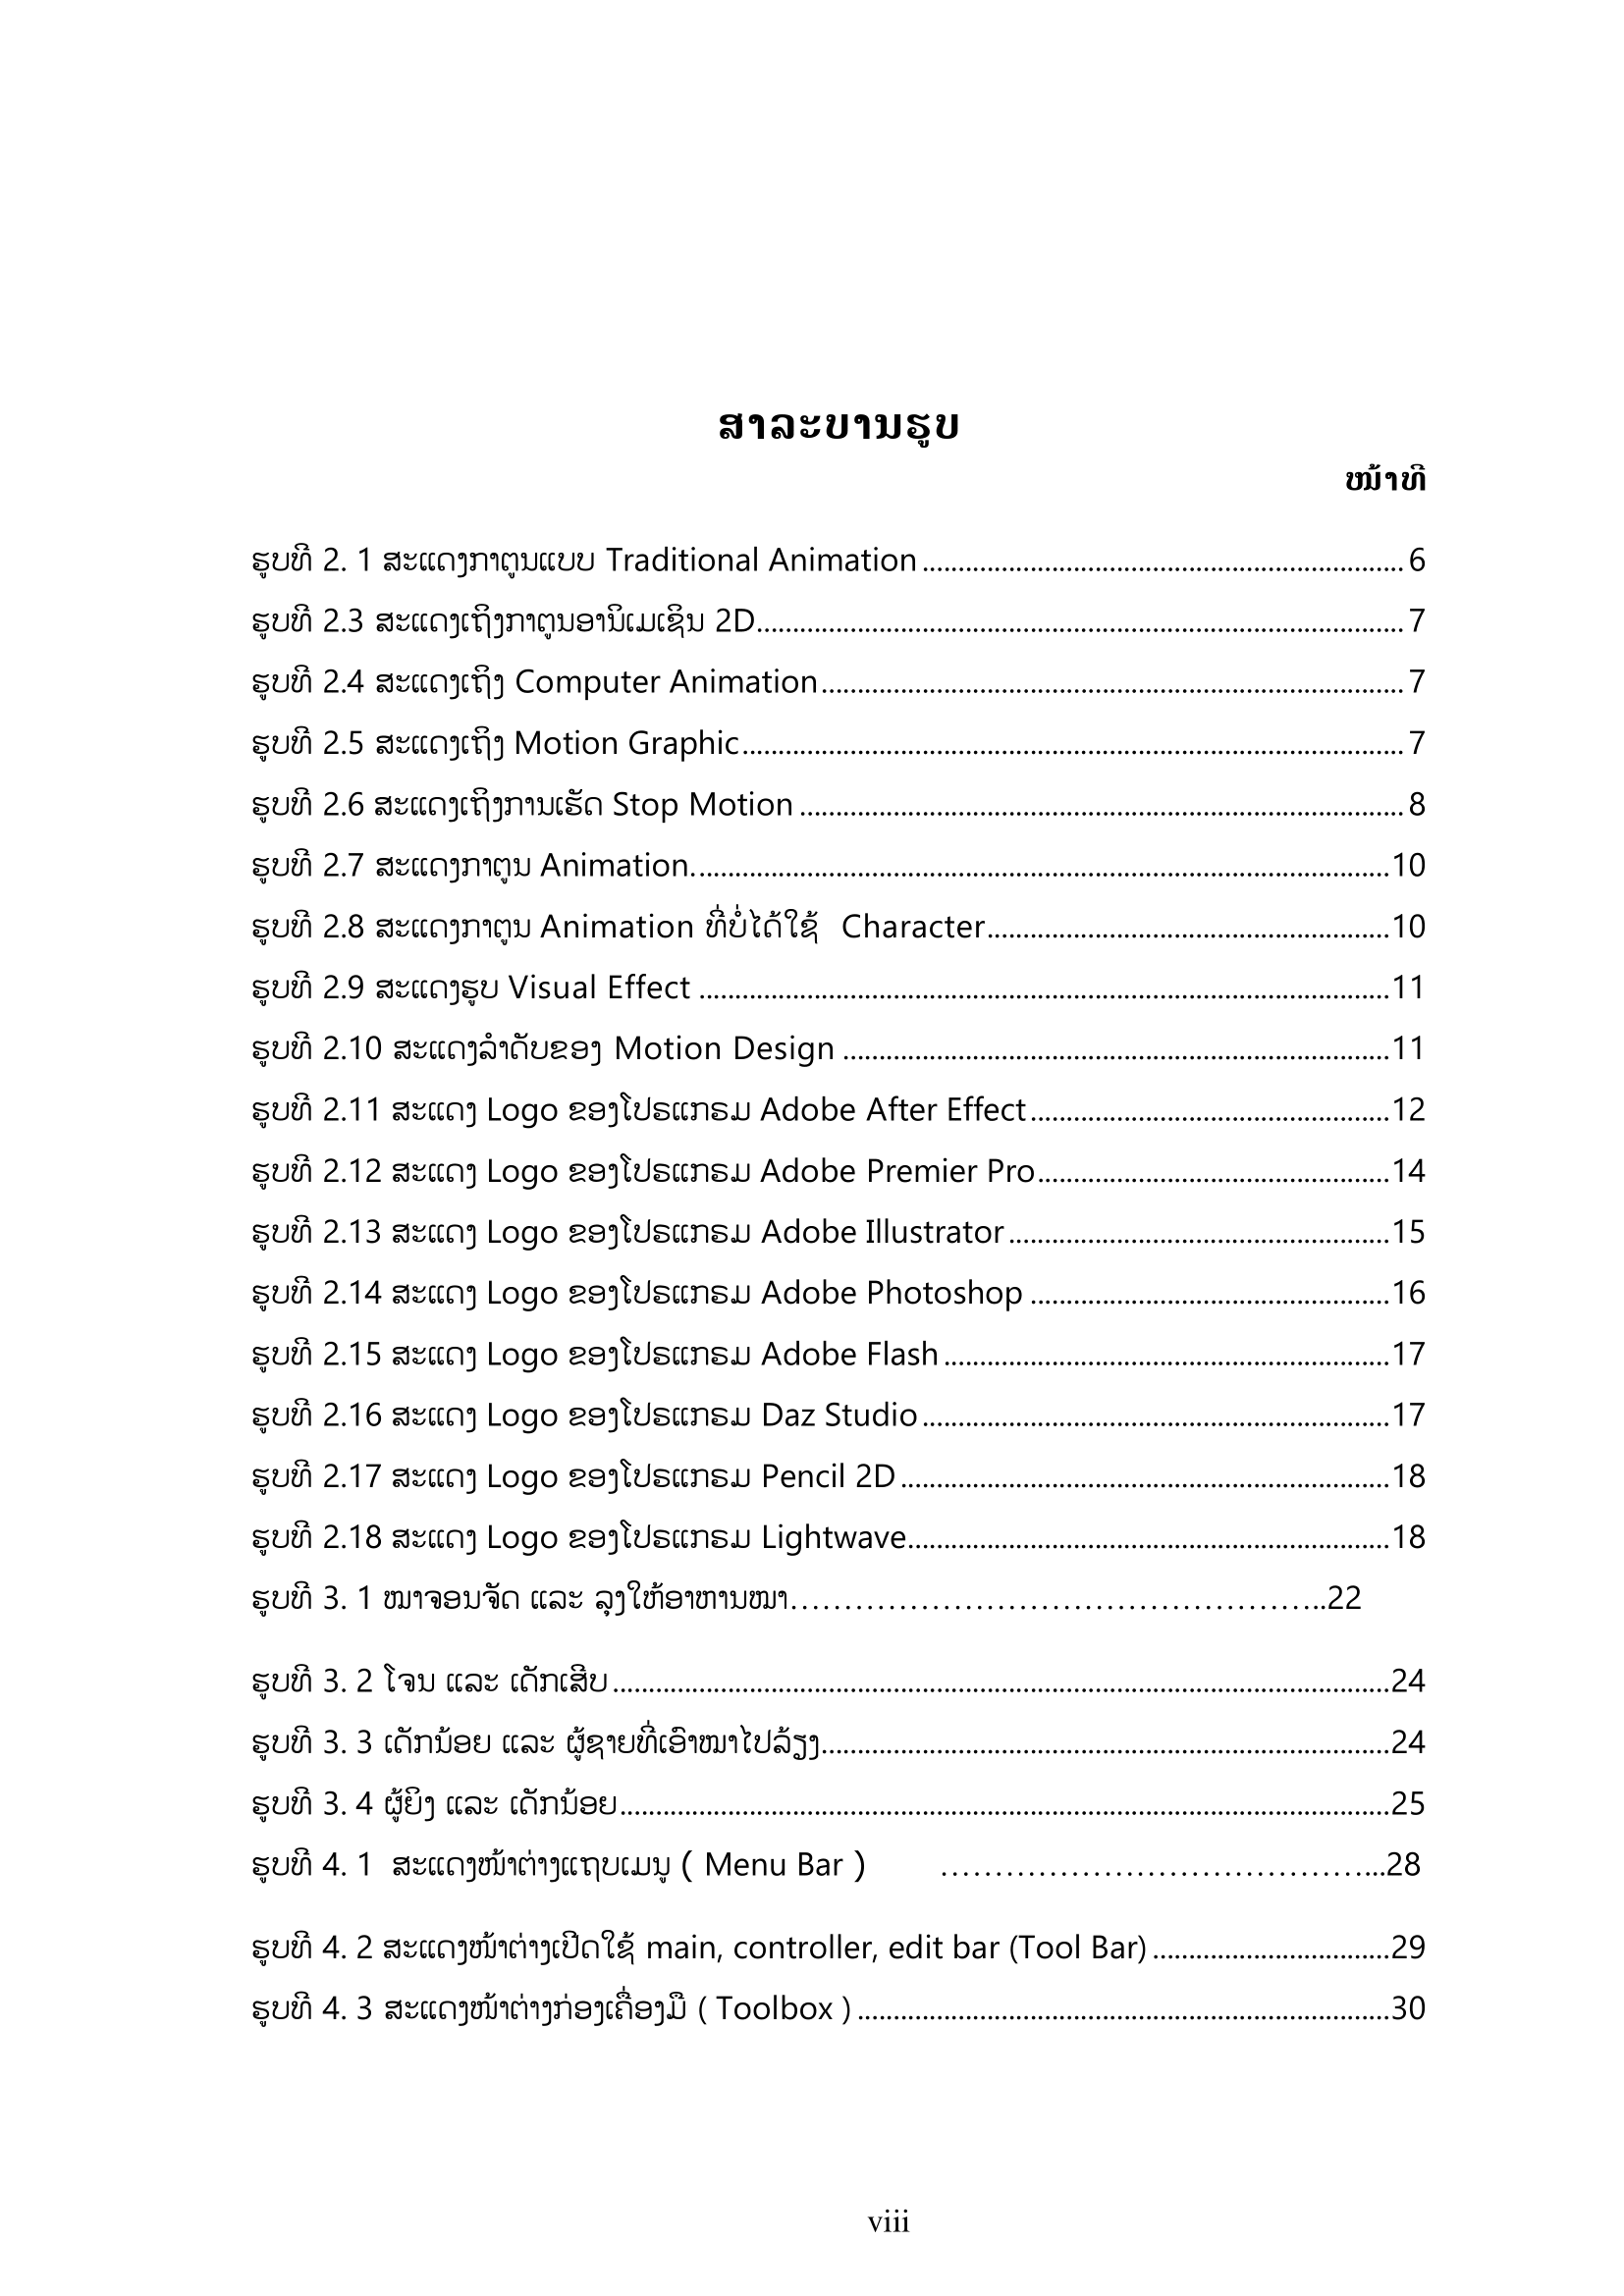 ສາລະບານຮູບ
ໜ້າທີ
ຮູບທີ 2. 1 ສະແດງກາຕູນແບບ Traditional Animation ........................................................ 6
ຮູບທີ 2.3 ສະແດງເຖິງກາຕູນອານິເມເຊິນ 2D........................................................ 7
ຮູບທີ 2.4 ສະແດງເຖິງ Computer Animation........................................................ 7
ຮູບທີ 2.5 ສະແດງເຖິງ Motion Graphic........................................................ 7
ຮູບທີ 2.6 ສະແດງເຖິງການເຮັດ Stop Motion ........................................................ 8
ຮູບທີ 2.7 ສະແດງກາຕູນ Animation.........................................................10
ຮູບທີ 2.8 ສະແດງກາຕູນ Animation ທີ່ບໍ່ໄດ້ໃຊ້ Character........................................................10
ຮູບທີ 2.9 ສະແດງຮູບ Visual Effect ........................................................11
ຮູບທີ 2.10 ສະແດງລຳດັບຂອງ Motion Design ........................................................11
ຮູບທີ 2.11 ສະແດງ Logo ຂອງໂປຣແກຣມ Adobe After Effect ........................................................12
ຮູບທີ 2.12 ສະແດງ Logo ຂອງໂປຣແກຣມ Adobe Premier Pro........................................................14
ຮູບທີ 2.13 ສະແດງ Logo ຂອງໂປຣແກຣມ Adobe Illustrator ........................................................15
ຮູບທີ 2.14 ສະແດງ Logo ຂອງໂປຣແກຣມ Adobe Photoshop ........................................................16
ຮູບທີ 2.15 ສະແດງ Logo ຂອງໂປຣແກຣມ Adobe Flash ........................................................17
ຮູບທີ 2.16 ສະແດງ Logo ຂອງໂປຣແກຣມ Daz Studio ........................................................17
ຮູບທີ 2.17 ສະແດງ Logo ຂອງໂປຣແກຣມ Pencil 2D ........................................................18
ຮູບທີ 2.18 ສະແດງ Logo ຂອງໂປຣແກຣມ Lightwave........................................................18
ຮູບທີ 3. 1 ໝາຈອນຈັດ ແລະ ລຸງໃຫ້ອາຫານໝາ…………………………………………………..22
ຮູບທີ 3. 2 ໂຈນ ແລະ ເດັກເສີບ........................................................24
ຮູບທີ 3. 3 ເດັກນ້ອຍ ແລະ ຜູ້ຊາຍທີ່ເອົາໝາໄປລ້ຽງ........................................................24
ຮູບທີ 3. 4 ຜູ້ຍິງ ແລະ ເດັກນ້ອຍ........................................................25
ຮູບທີ 4. 1 ສະແດງໜ້າຕ່າງແຖບເມນູ ( Menu Bar ) …………………………………………...28
ຮູບທີ 4. 2 ສະແດງໜ້າຕ່າງເປີດໃຊ້ main, controller, edit bar (Tool Bar) .................................29
ຮູບທີ 4. 3 ສະແດງໜ້າຕ່າງກ່ອງເຄື່ອງມື ( Toolbox ) ........................................................30
viii